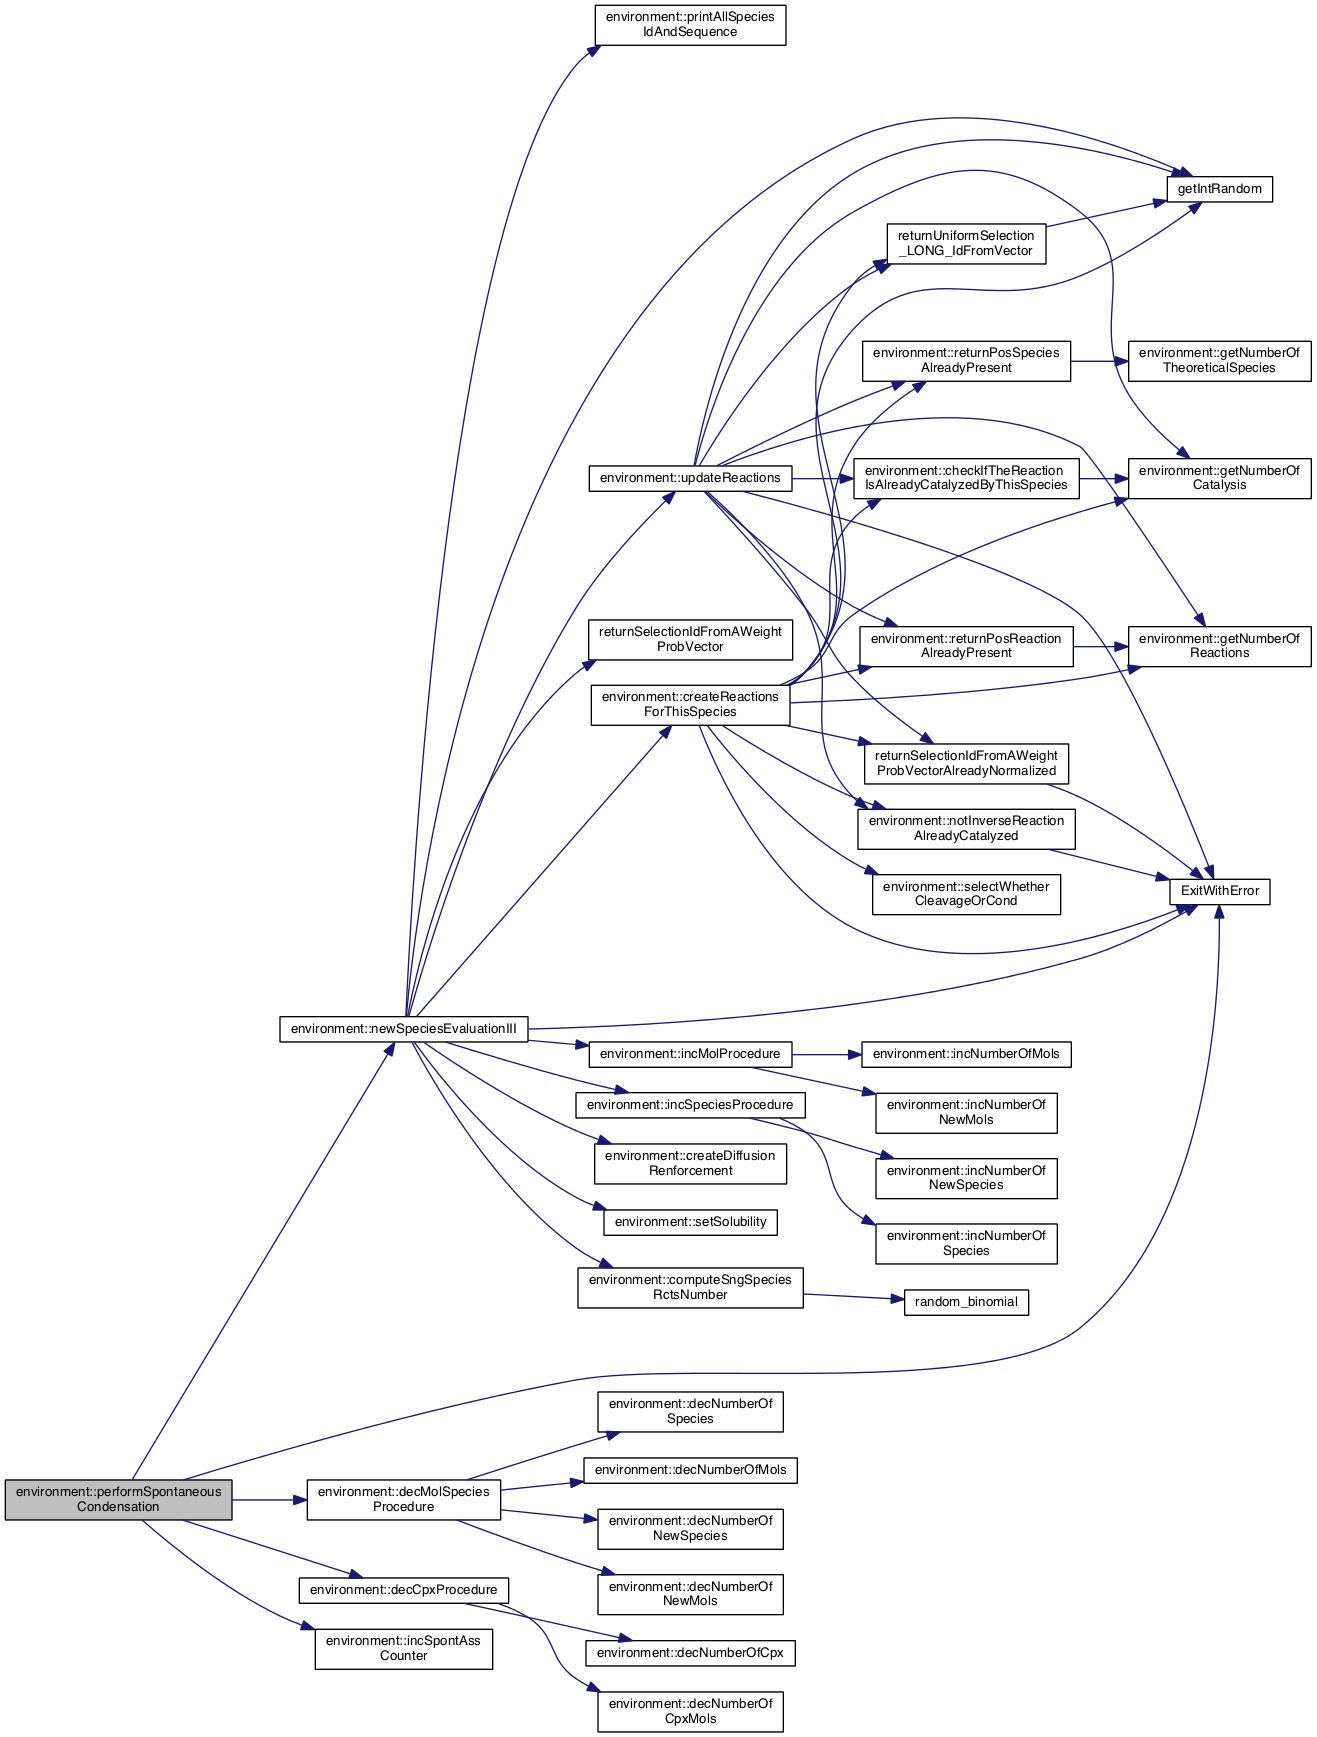 environment::printAllSpecies
IdAndSequence
getIntRandom
returnUniformSelection
_LONG_IdFromVector
environment::returnPosSpecies
AlreadyPresent
environment::getNumberOf
TheoreticalSpecies
environment::updateReactions
environment::checkIfTheReaction
IsAlreadyCatalyzedByThisSpecies
environment::getNumberOf
Catalysis
returnSelectionIdFromAWeight
ProbVector
environment::returnPosReaction
AlreadyPresent
environment::getNumberOf
Reactions
environment::createReactions
ForThisSpecies
returnSelectionIdFromAWeight
ProbVectorAlreadyNormalized
environment::notInverseReaction
AlreadyCatalyzed
environment::selectWhether
CleavageOrCond
ExitWithError
environment::newSpeciesEvaluationIII
environment::incMolProcedure
environment::incNumberOfMols
environment::incSpeciesProcedure
environment::incNumberOf
NewMols
environment::createDiffusion
Renforcement
environment::incNumberOf
NewSpecies
environment::setSolubility
environment::incNumberOf
Species
environment::computeSngSpecies
RctsNumber
random_binomial
environment::decNumberOf
Species
environment::performSpontaneous
Condensation
environment::decMolSpecies
Procedure
environment::decNumberOfMols
environment::decNumberOf
NewSpecies
environment::decCpxProcedure
environment::decNumberOf
NewMols
environment::incSpontAss
Counter
environment::decNumberOfCpx
environment::decNumberOf
CpxMols